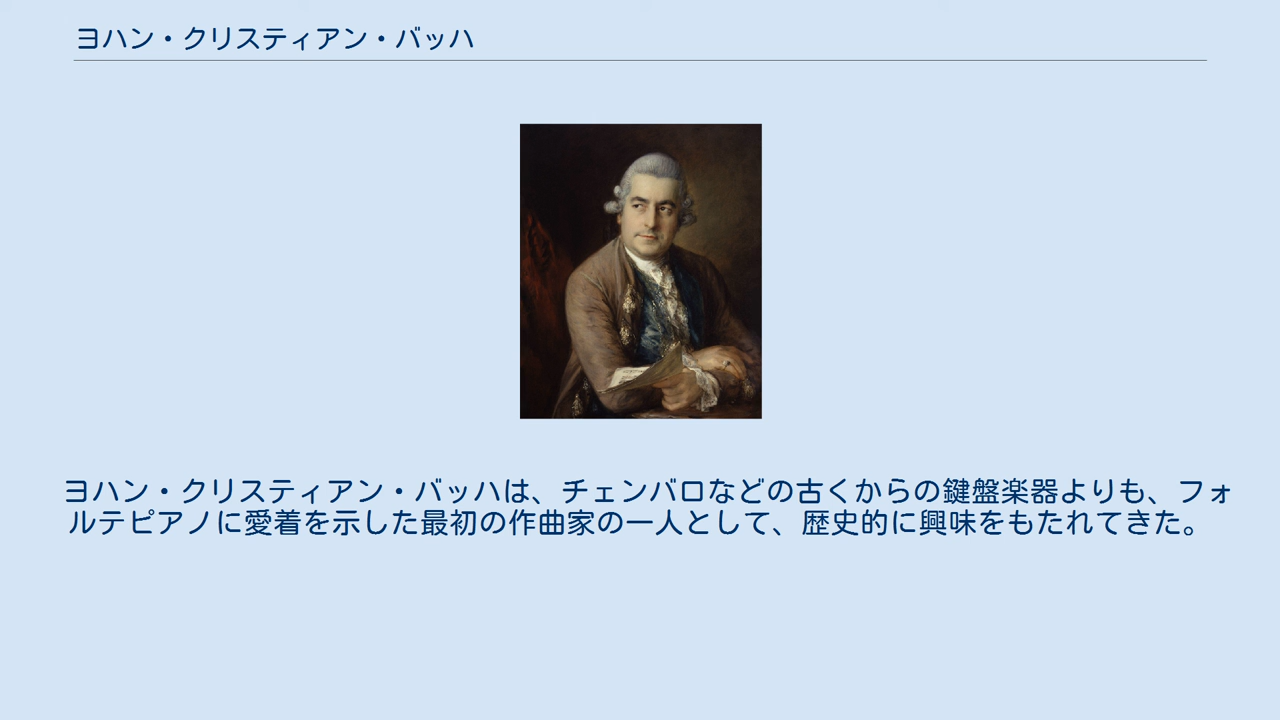 ヨハン・クリスティアン・バッハ
ヨハン・クリスティアン・バッハは、チェンバロなどの古くからの鍵盤楽器よりも、フォ
ルテピアノに愛着を示した最初の作曲家の一人として、歴史的に興味をもたれてきた。